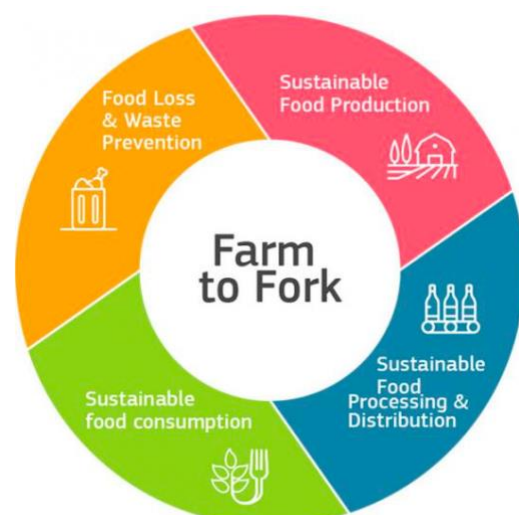 Farm
to Fork
Sustainable
Food Production
Sustainable
Food
Processing &
Distribution
Sustainable
food consumption
Food Loss
& Waste
Prevention